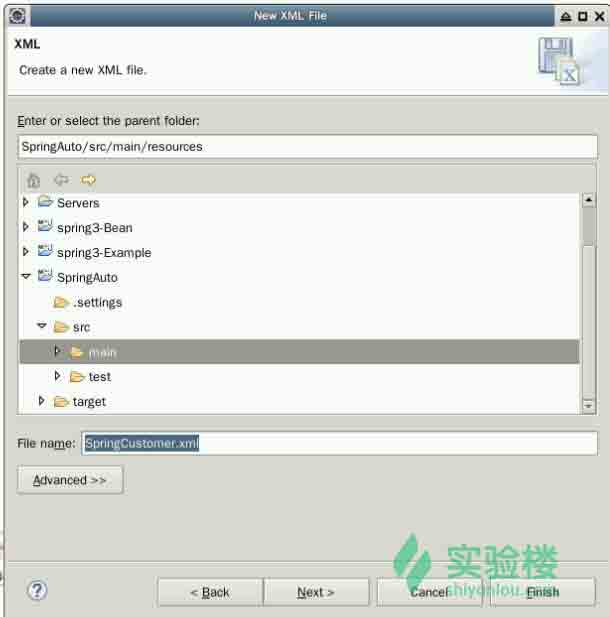 New XML File
XML
Create a new XML file.
Enter or select the parent folder:
SpringAuto/src/main/resources
Servers
spring3-Bean
spring3-Example
SpringAuto
.settings
src
main
test
target
File name: SpringCustomer.xml
Advanced >>
实验楼
shiyanlou.com
? < Back Next > Cancel Finish